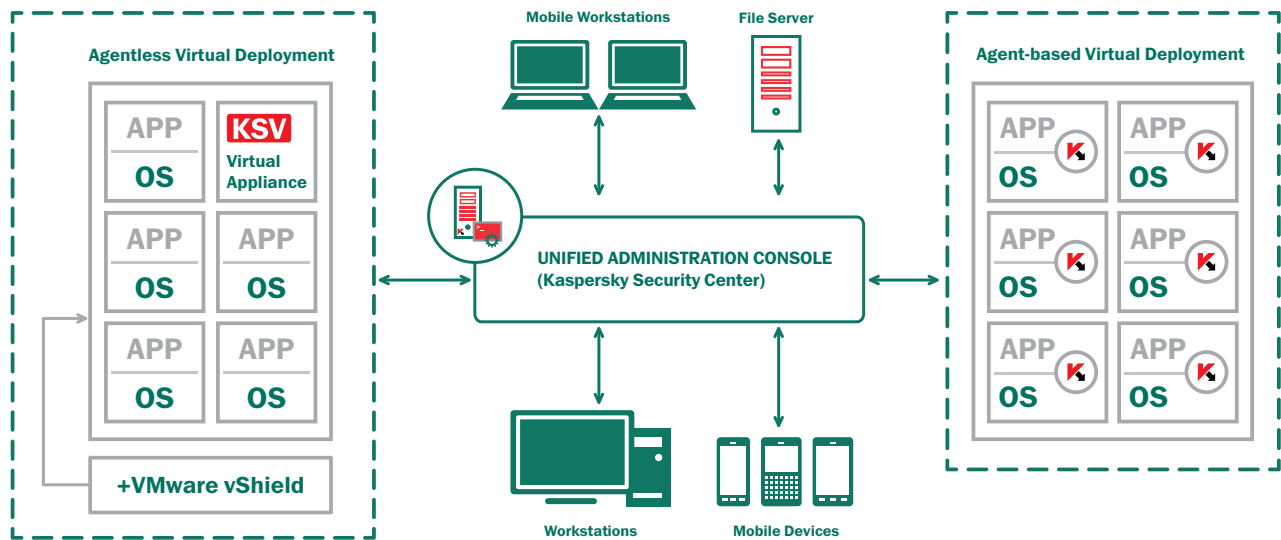 Mobile Workstations
File Server
Agentless Virtual Deployment
APP
OS
KSV
Virtual
Appliance
APP
OS
APP
OS
APP
OS
APP
OS
+VMware vShield
UNIFIED ADMINISTRATION CONSOLE
(Kaspersky Security Center)
Workstations
Mobile Devices
Agent-based Virtual Deployment
APP
OS
APP
OS
APP
OS
APP
OS
APP
OS
APP
OS